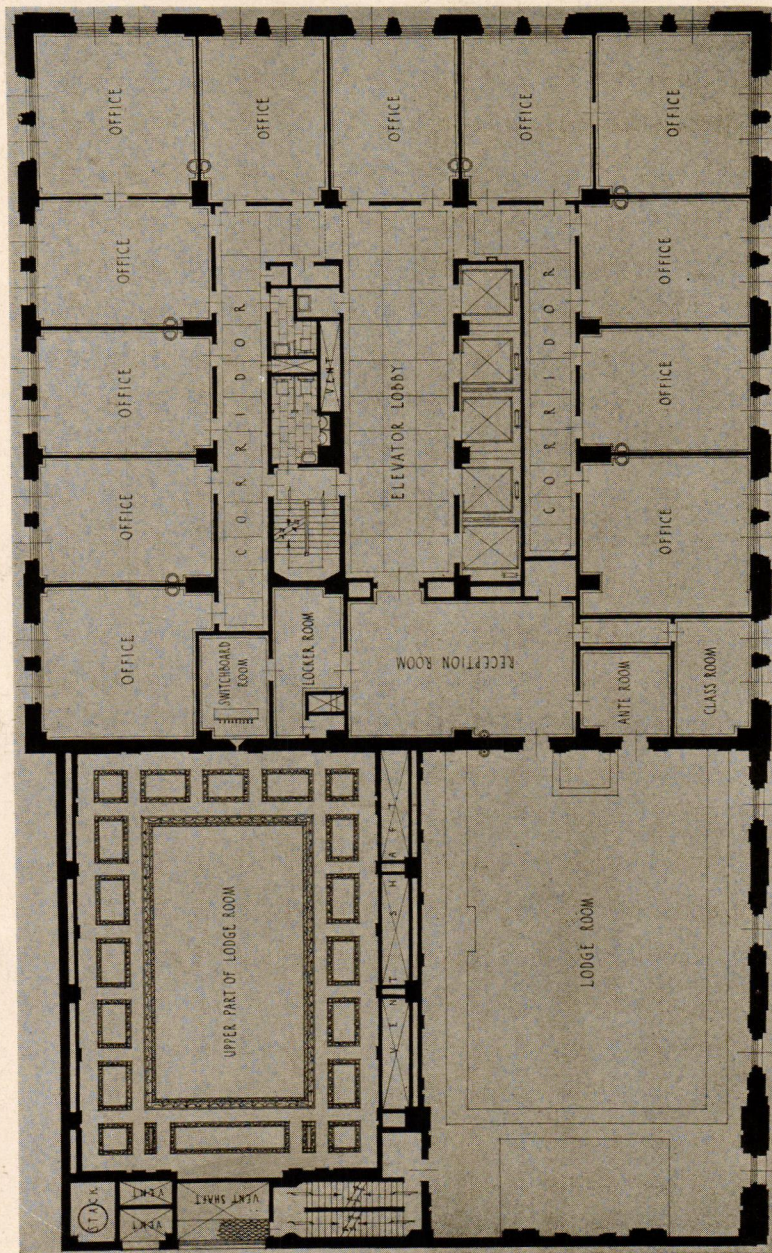 OFFICE
OFFICE
OFFICE
OFFICE
OFFICE
OFFICE
OFFICE
OFFICE
OFFICE
OFFICE
OFFICE
OFFICE
CORRIDOR
VENT
ELEVATOR LOBBY
CORRIDOR
SWITCHBOARD
ROOM
LOCKER ROOM
RECEPTION ROOM
ANTE ROOM
CLASS ROOM
UPPER PART OF LODGE ROOM
VENT SHAFT
LODGE ROOM
STACK
VENT
VENT
VENT SHAFT